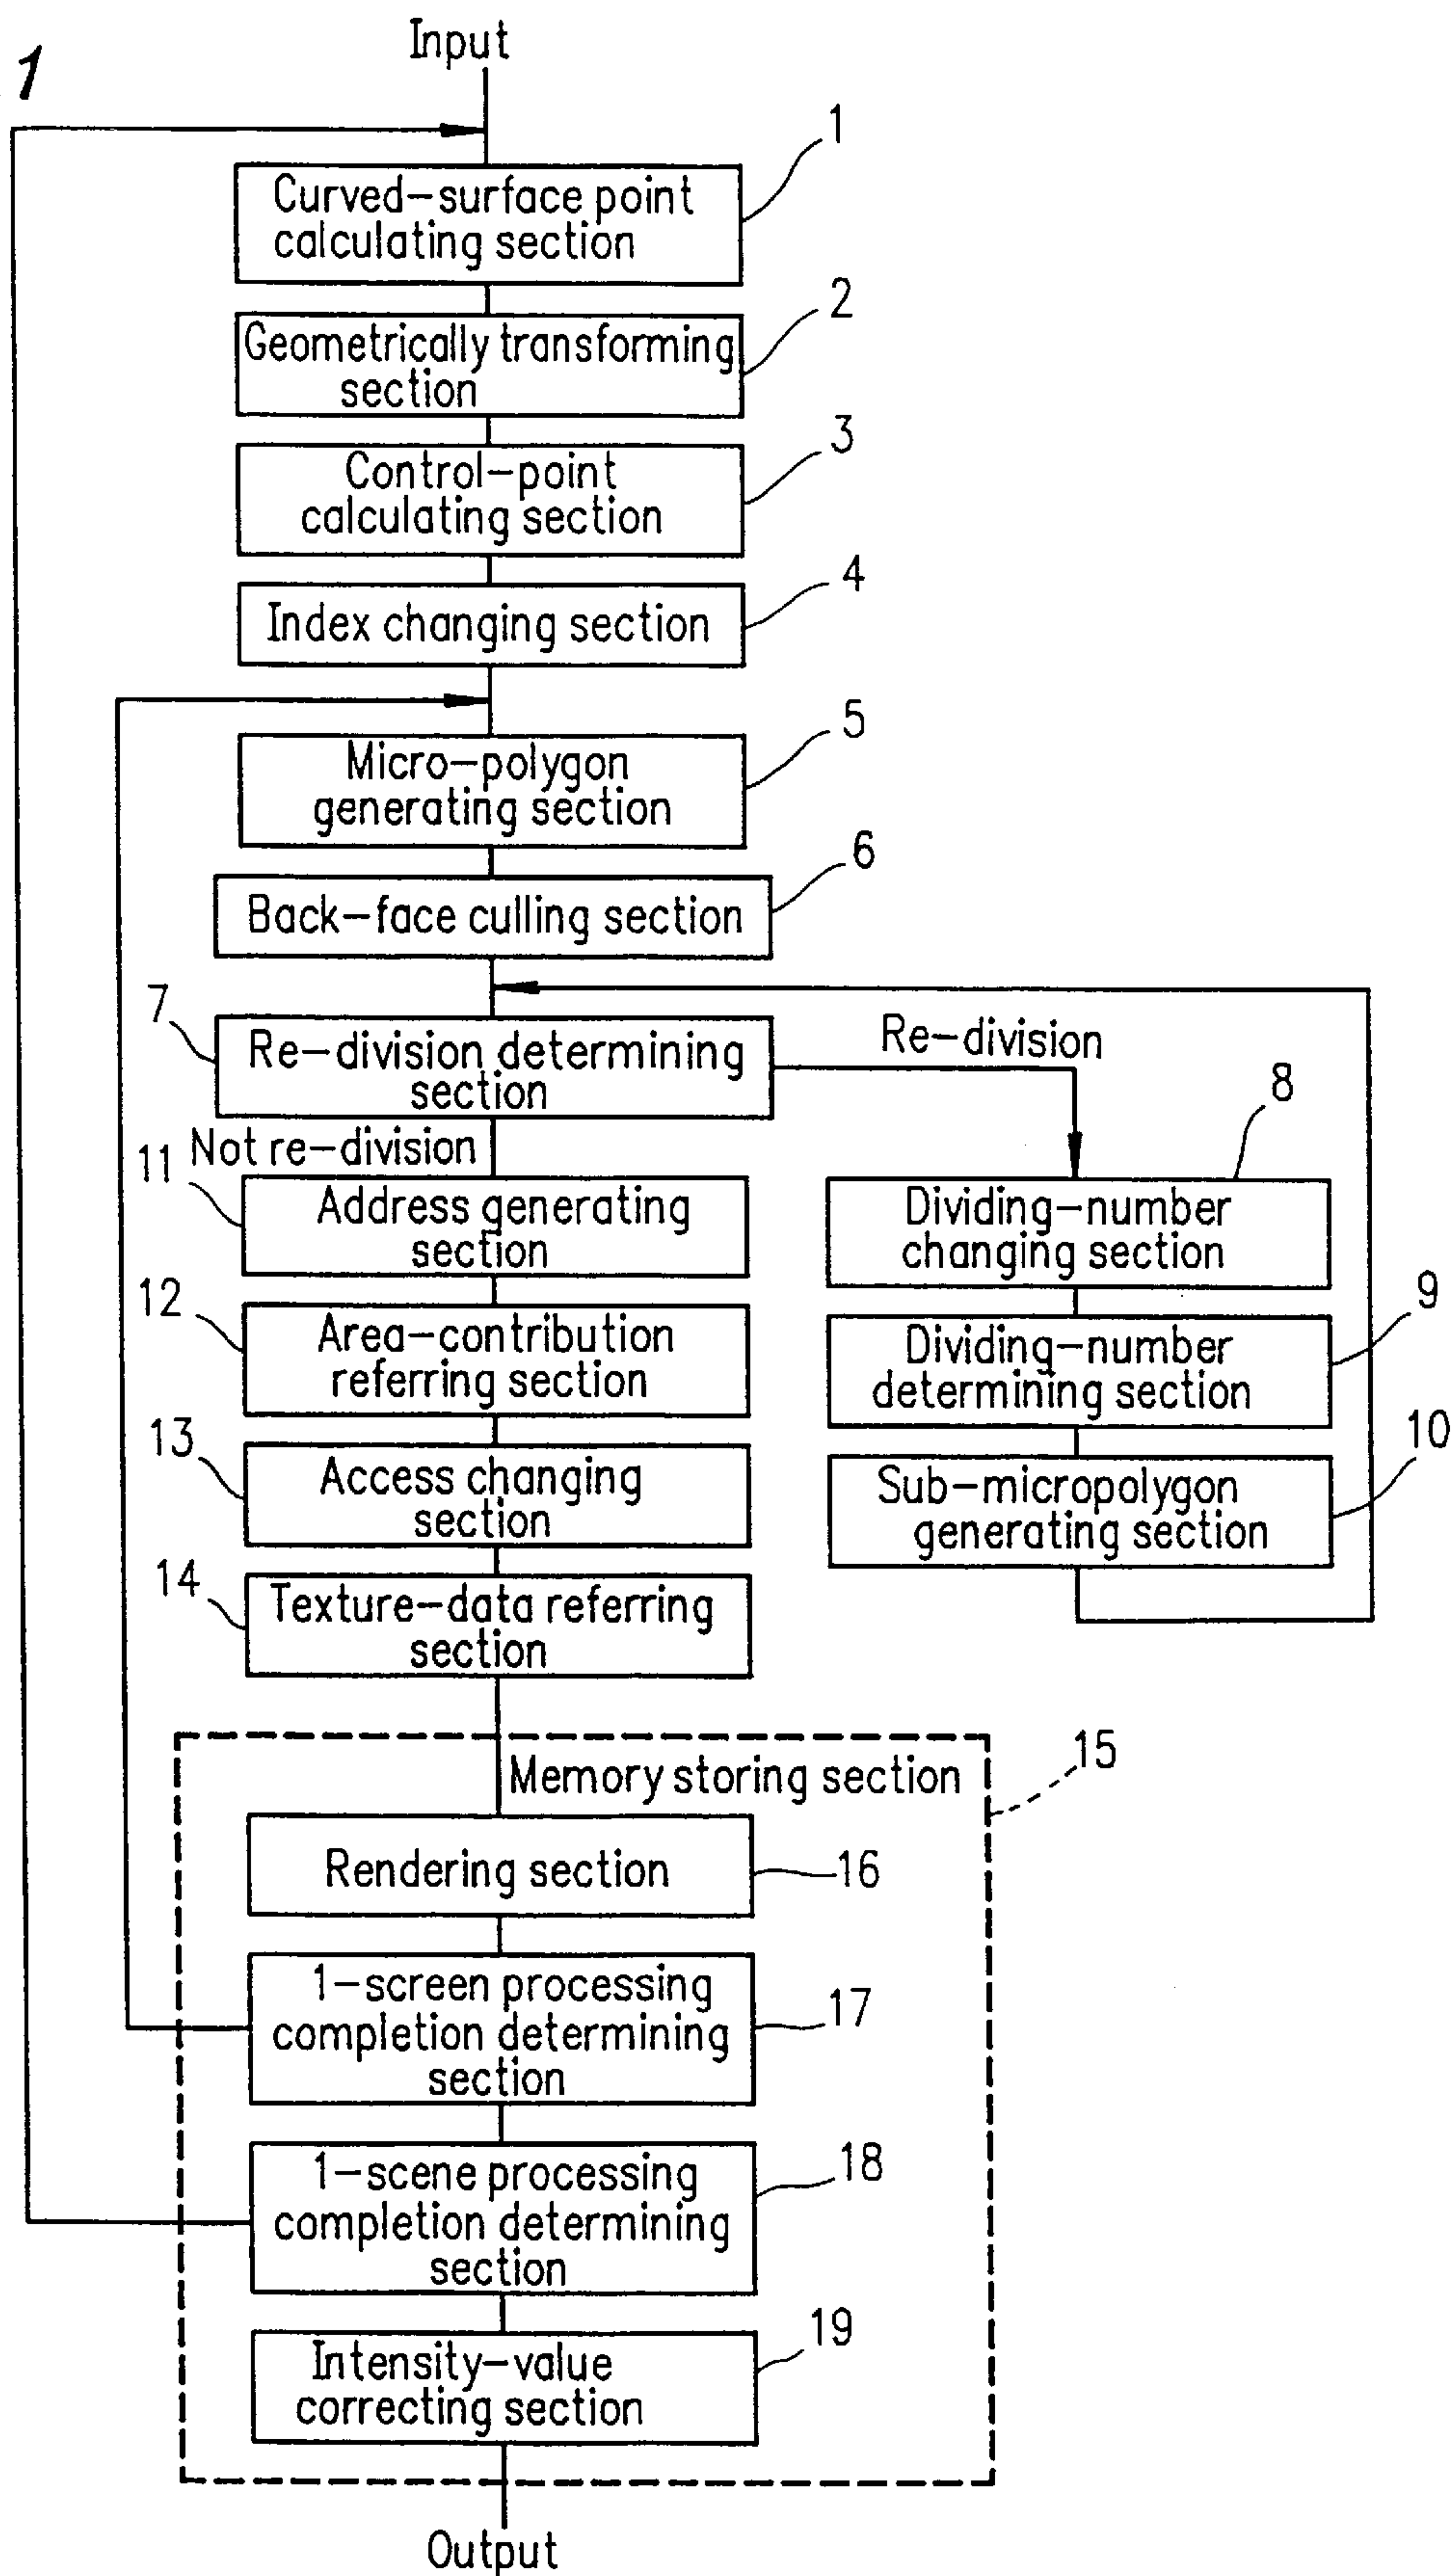 1
Input
1
Curved-surface point
calculating section
2
Geometrically transforming
section
3
Control-point
calculating section
4
Index changing section
5
Micro-polygon
generating section
6
Back-face culling section
7
Re-division determining
section
Re-division
Not re-division
8
Dividing-number
changing section
9
Dividing-number
determining section
10
Sub-micropolygon
generating section
11
Address generating
section
12
Area-contribution
referring section
13
Access changing
section
14
Texture-data referring
section
15
Memory storing section
Rendering section
16
1-screen processing
completion determining
section
17
1-scene processing
completion determining
section
18
Intensity-value
correcting section
19
Output